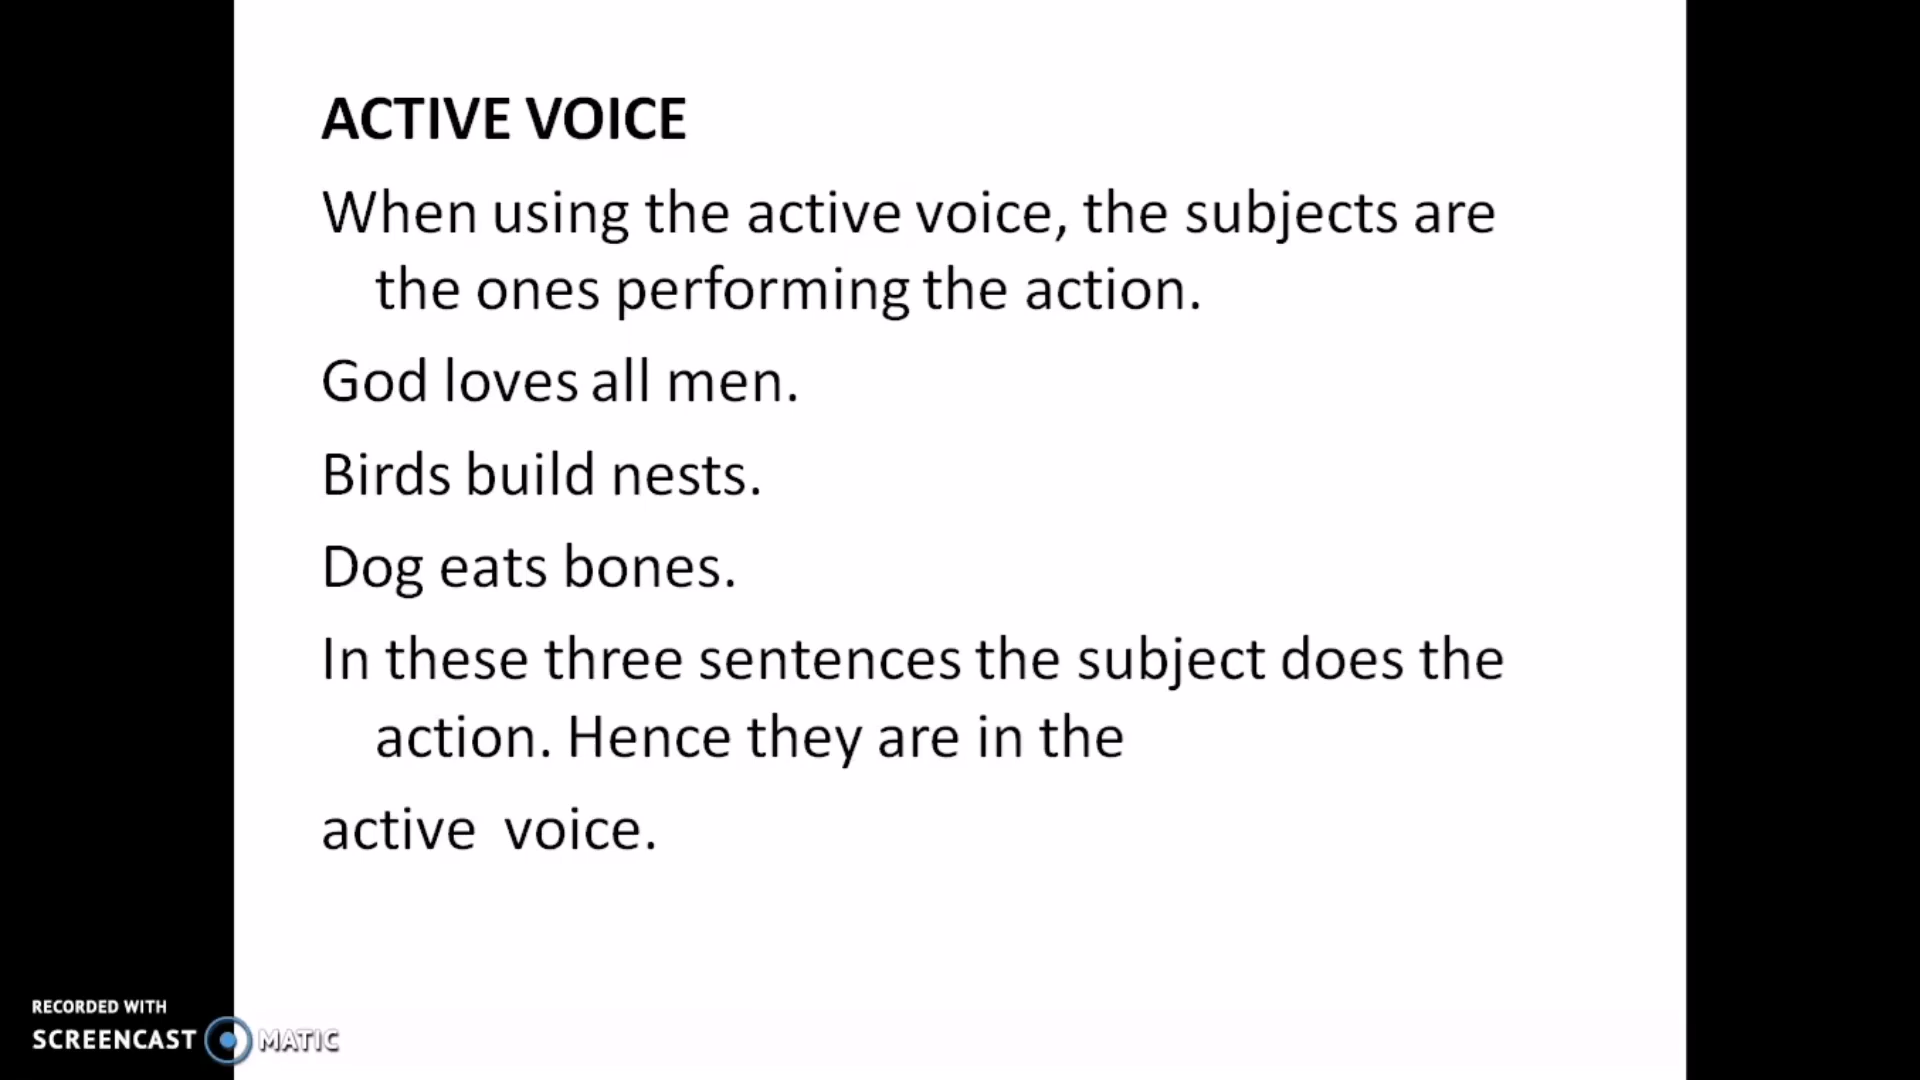 ACTIVE VOICE
When using the active voice, the subjects are
the ones performing the action.
God loves all men.
Birds build nests.
Dog eats bones.
In these three sentences the subject does the
action. Hence they are in the
active  voice.
RECORDED WITH
SCREENCAST MATIC